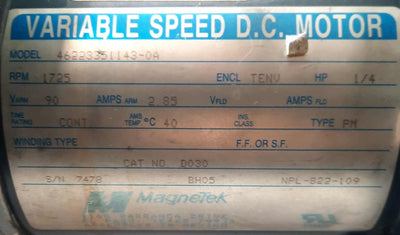 VARIABLE SPEED D.C. MOTOR
MODEL 46223351143-0A
RPM 1725 ENCL TENV HP 1/4
VARM 90 AMPS ARM 2.85 VFLD AMPS FLD
TIME RATING CONT AMB TEMP. °C 40 INS. CLASS TYPE PM
WINDING TYPE F.F. OR S.F.
CAT NO D030
S/N 7478 BH05 NPL-822-109
MagneTek